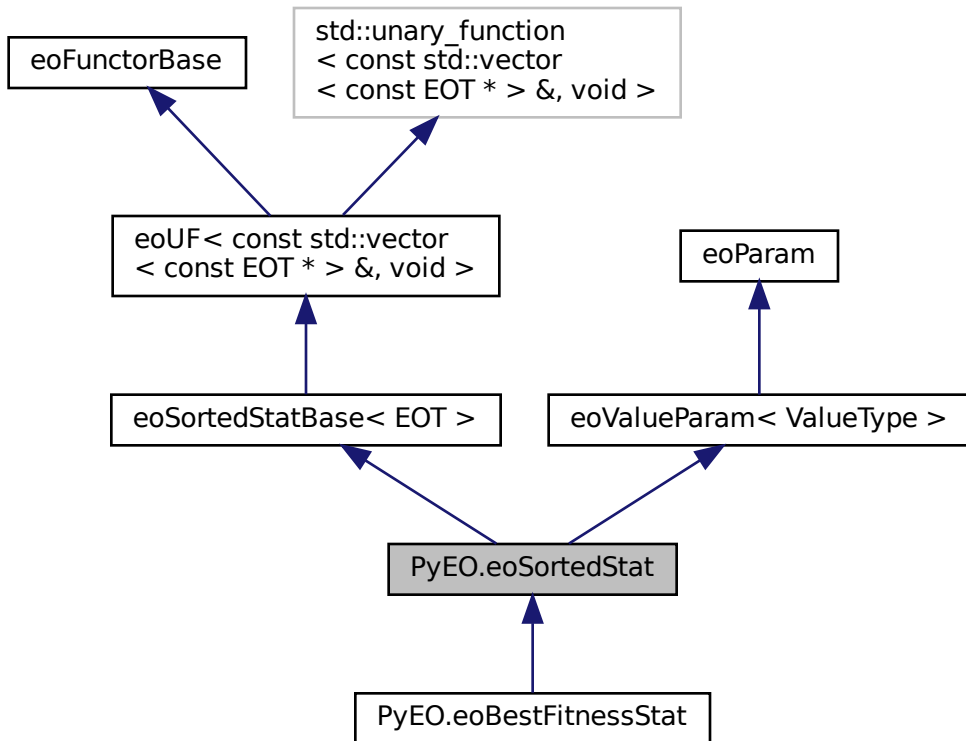 std::unary_function
< const std::vector
< const EOT * > &, void >
eoFunctorBase
eoUF< const std::vector
< const EOT * > &, void >
eoParam
eoSortedStatBase< EOT >
eoValueParam< ValueType >
PyEO.eoSortedStat
PyEO.eoBestFitnessStat